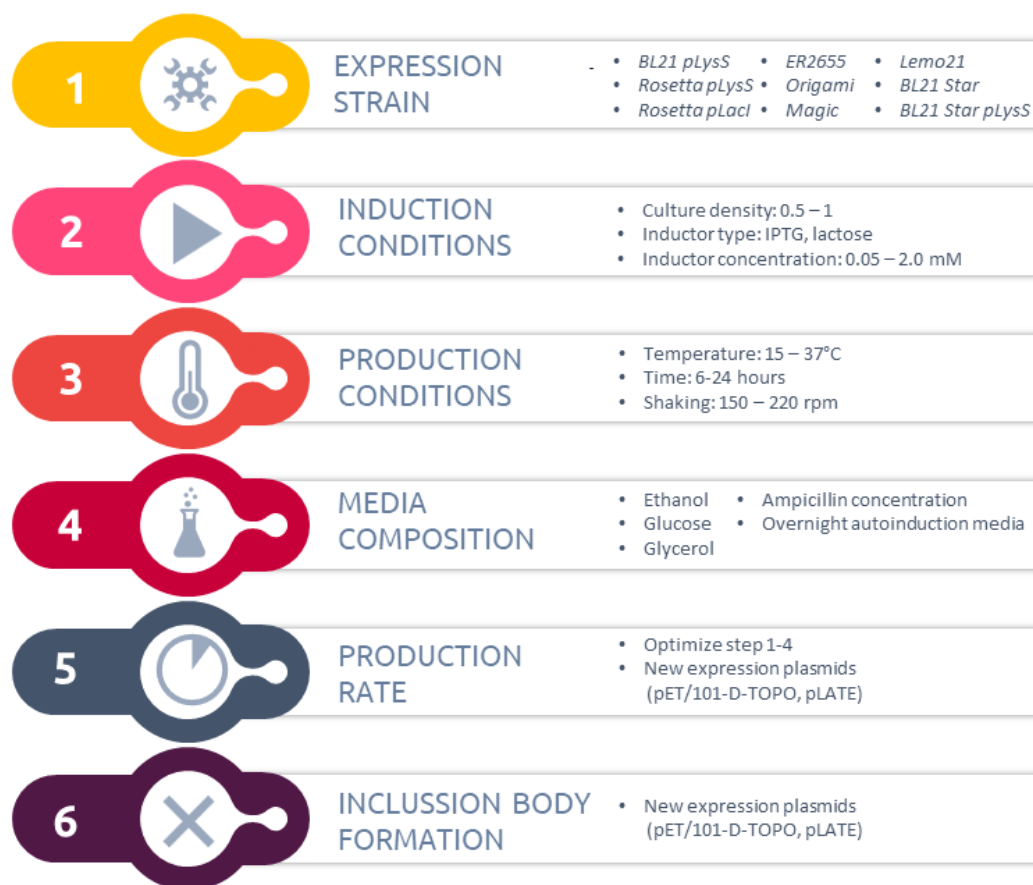 1
EXPRESSION
STRAIN
-
• BL21 pLysS • ER2655 • Lemo21
• Rosetta pLysS • Origami • BL21 Star
• Rosetta pLacI • Magic • BL21 Star pLysS
2
INDUCTION
CONDITIONS
• Culture density: 0.5 – 1
• Inductor type: IPTG, lactose
• Inductor concentration: 0.05 – 2.0 mM
3
PRODUCTION
CONDITIONS
• Temperature: 15 – 37°C
• Time: 6-24 hours
• Shaking: 150 – 220 rpm
4
MEDIA
COMPOSITION
• Ethanol • Ampicillin concentration
• Glucose • Overnight autoinduction media
• Glycerol
5
PRODUCTION
RATE
• Optimize step 1-4
• New expression plasmids
(pET/101-D-TOPO, pLATE)
6
INCLUSSION BODY
FORMATION
• New expression plasmids
(pET/101-D-TOPO, pLATE)